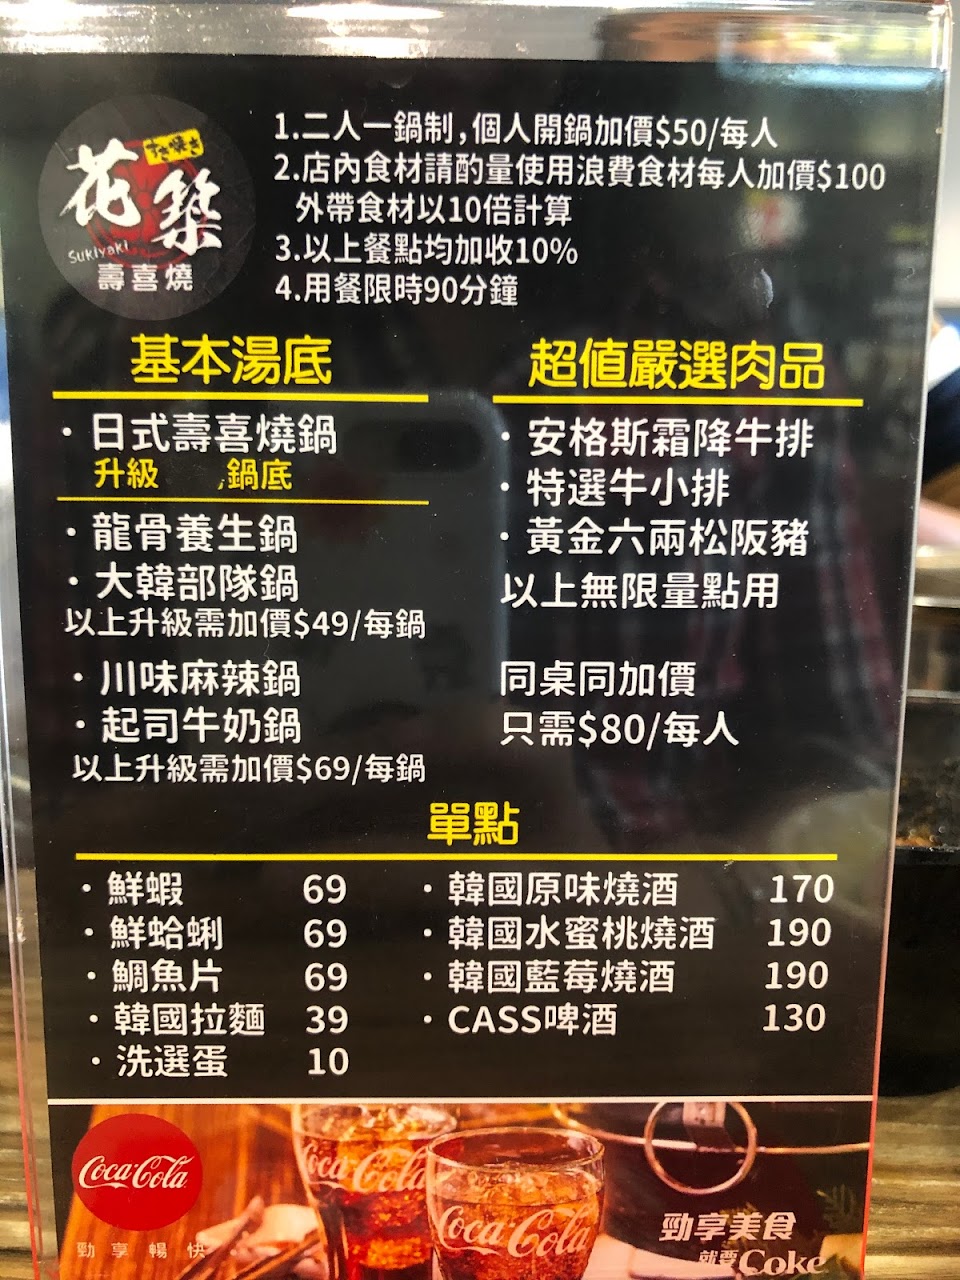 すき焼き
花築
Sukiyaki
壽喜燒
1.二人一鍋制,個人開鍋加價$50/每人
2.店內食材請酌量使用浪費食材每人加價$100
外帶食材以10倍計算
3.以上餐點均加收10%
4.用餐限時90分鐘
基本湯底
・日式壽喜燒鍋
升級 鍋底
・龍骨養生鍋
・大韓部隊鍋
以上升級需加價$49/每鍋
・川味麻辣鍋
・起司牛奶鍋
以上升級需加價$69/每鍋
超值嚴選肉品
・安格斯霜降牛排
・特選牛小排
・黃金六兩松阪豬
以上無限量點用
同桌同加價
只需$80/每人
單點
・鮮蝦 69
・鮮蛤蜊 69
・鯛魚片 69
・韓國拉麵 39
・洗選蛋 10
・韓國原味燒酒 170
・韓國水蜜桃燒酒 190
・韓國藍莓燒酒 190
・CASS啤酒 130
Coca-Cola
勁享暢快
Coca-Cola
Coca-Cola
勁享美食
就要Coke